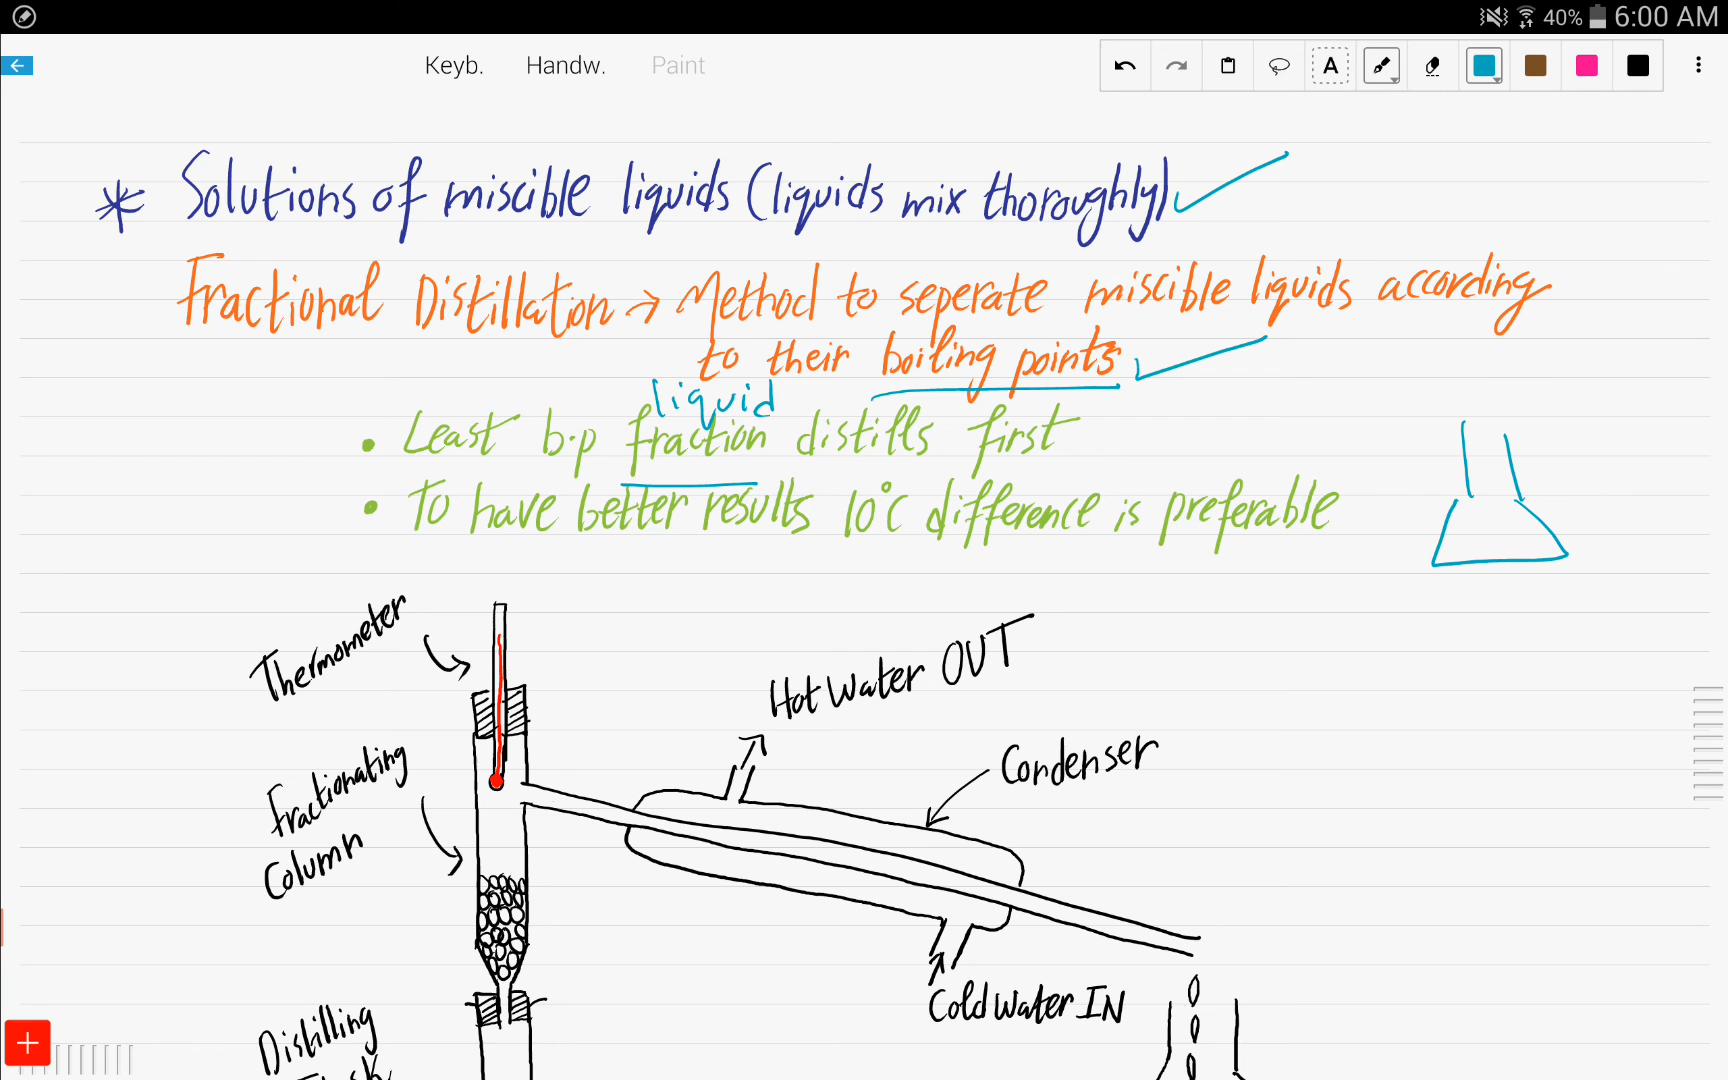 40% 6:00 AM
Keyb. Handw. Paint
A
* Solutions of miscible liquids (liquids mix thoroughly)
Fractional Distillation → Method to seperate miscible liquids according
to their boiling points
liquid
• Least b.p fraction distills first
• To have better results 10°C difference is preferable
Thermometer
Hot Water OUT
Fractionating
Column
Condenser
Cold Water IN
Distilling